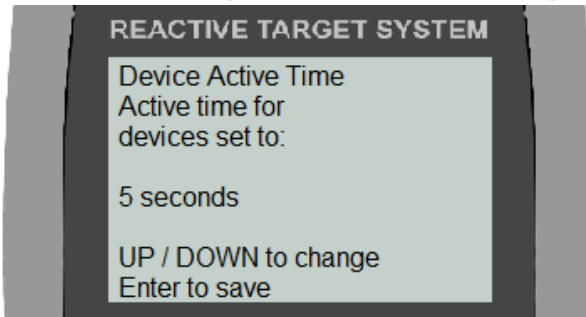 REACTIVE TARGET SYSTEM
Device Active Time
Active time for
devices set to:
5 seconds
UP / DOWN to change
Enter to save